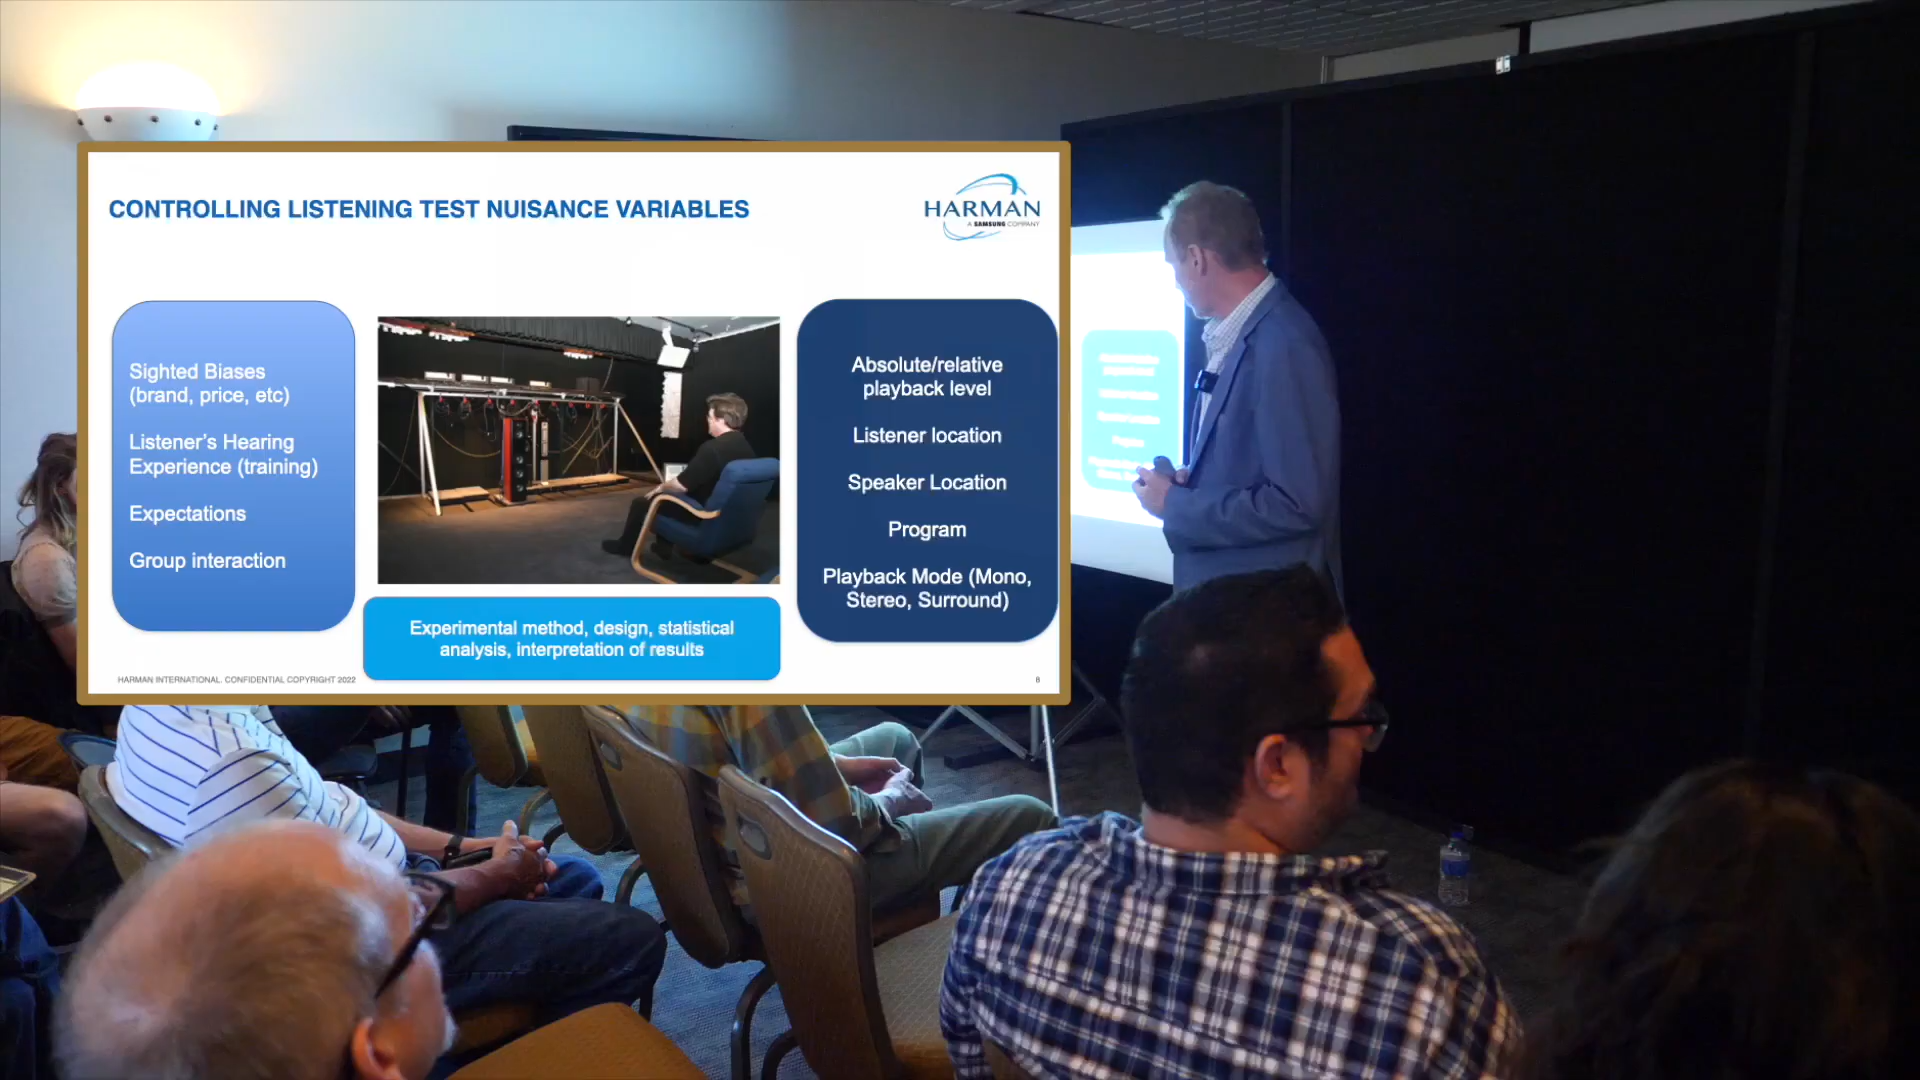 CONTROLLING LISTENING TEST NUISANCE VARIABLES
HARMAN
A SAMSUNG COMPANY
Sighted Biases
(brand, price, etc)
Listener's Hearing
Experience (training)
Expectations
Group interaction
Absolute/relative
playback level
Listener location
Speaker Location
Program
Playback Mode (Mono,
Stereo, Surround)
Experimental method, design, statistical
analysis, interpretation of results
HARMAN INTERNATIONAL. CONFIDENTIAL COPYRIGHT 2022